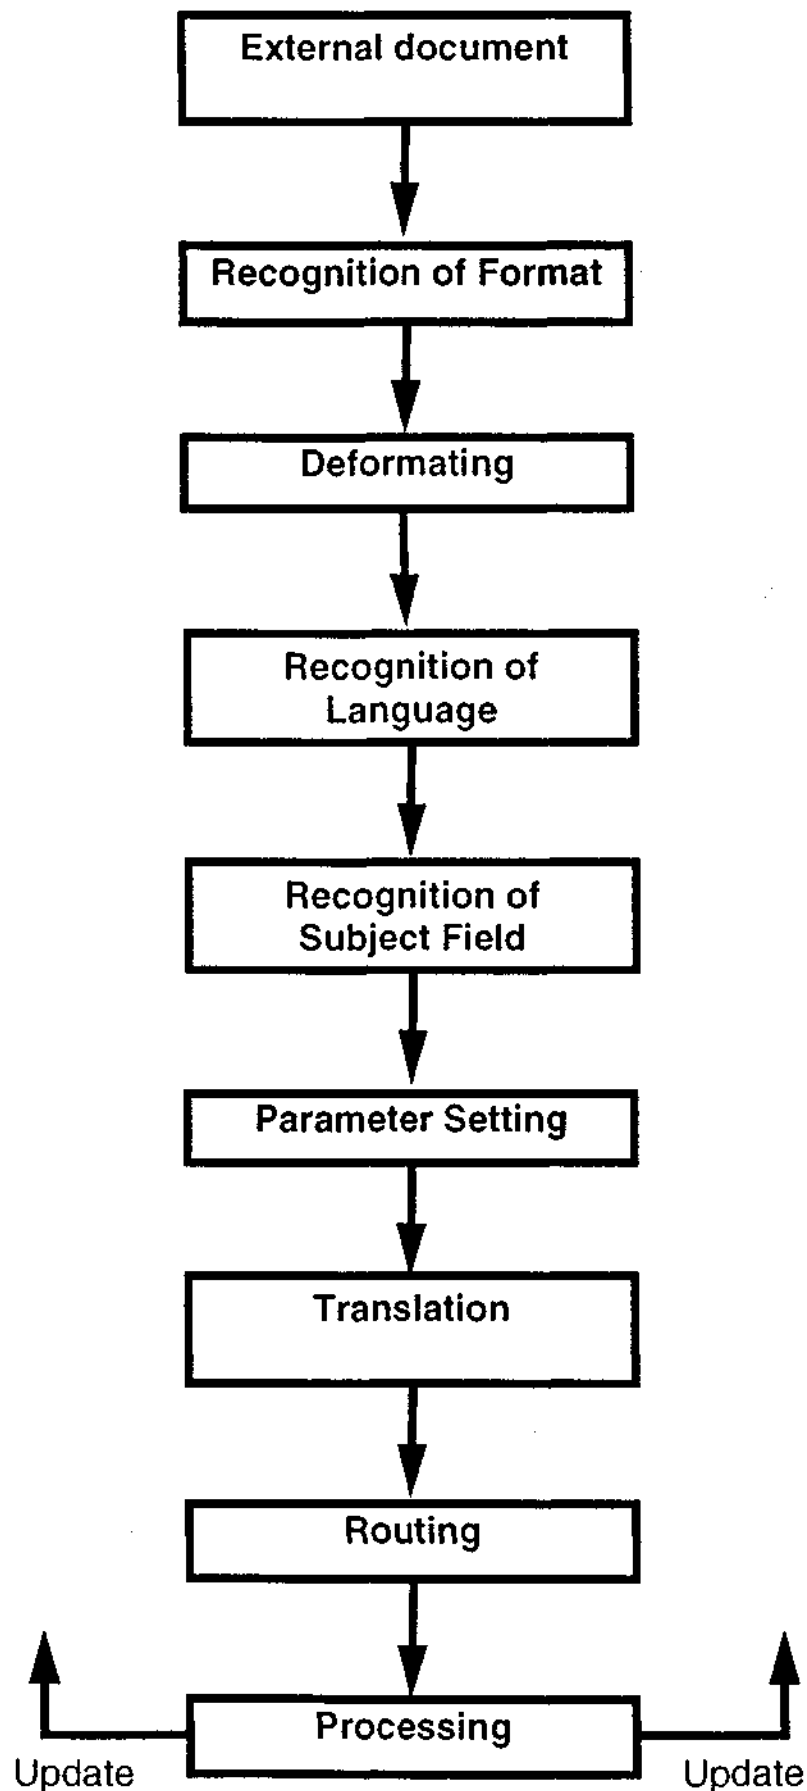 External document
Recognition of Format
Deformating
Recognition of
Language
Recognition of
Subject Field
Parameter Setting
Translation
Routing
Processing
Update
Update